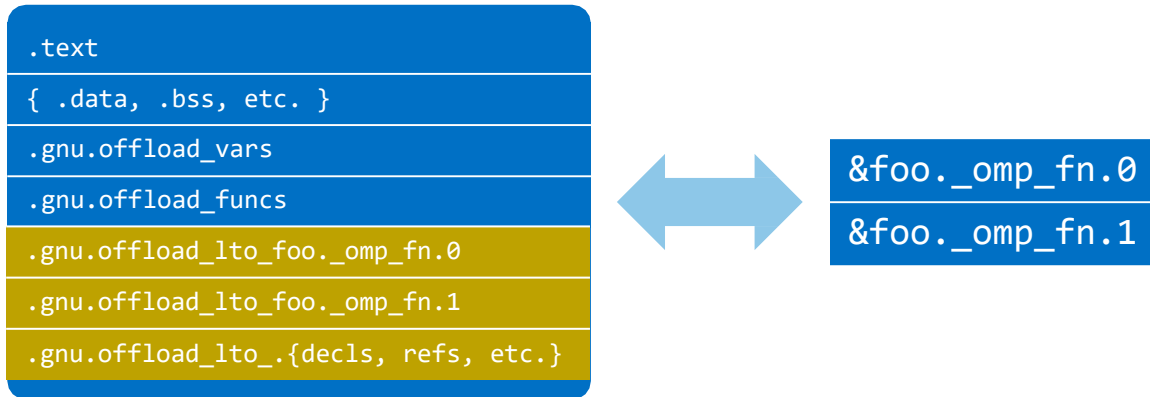 .text
{ .data, .bss, etc. }
.gnu.offload_vars
.gnu.offload_funcs
.gnu.offload_lto_foo._omp_fn.0
.gnu.offload_lto_foo._omp_fn.1
.gnu.offload_lto_.{decls, refs, etc.}
&foo._omp_fn.0
&foo._omp_fn.1